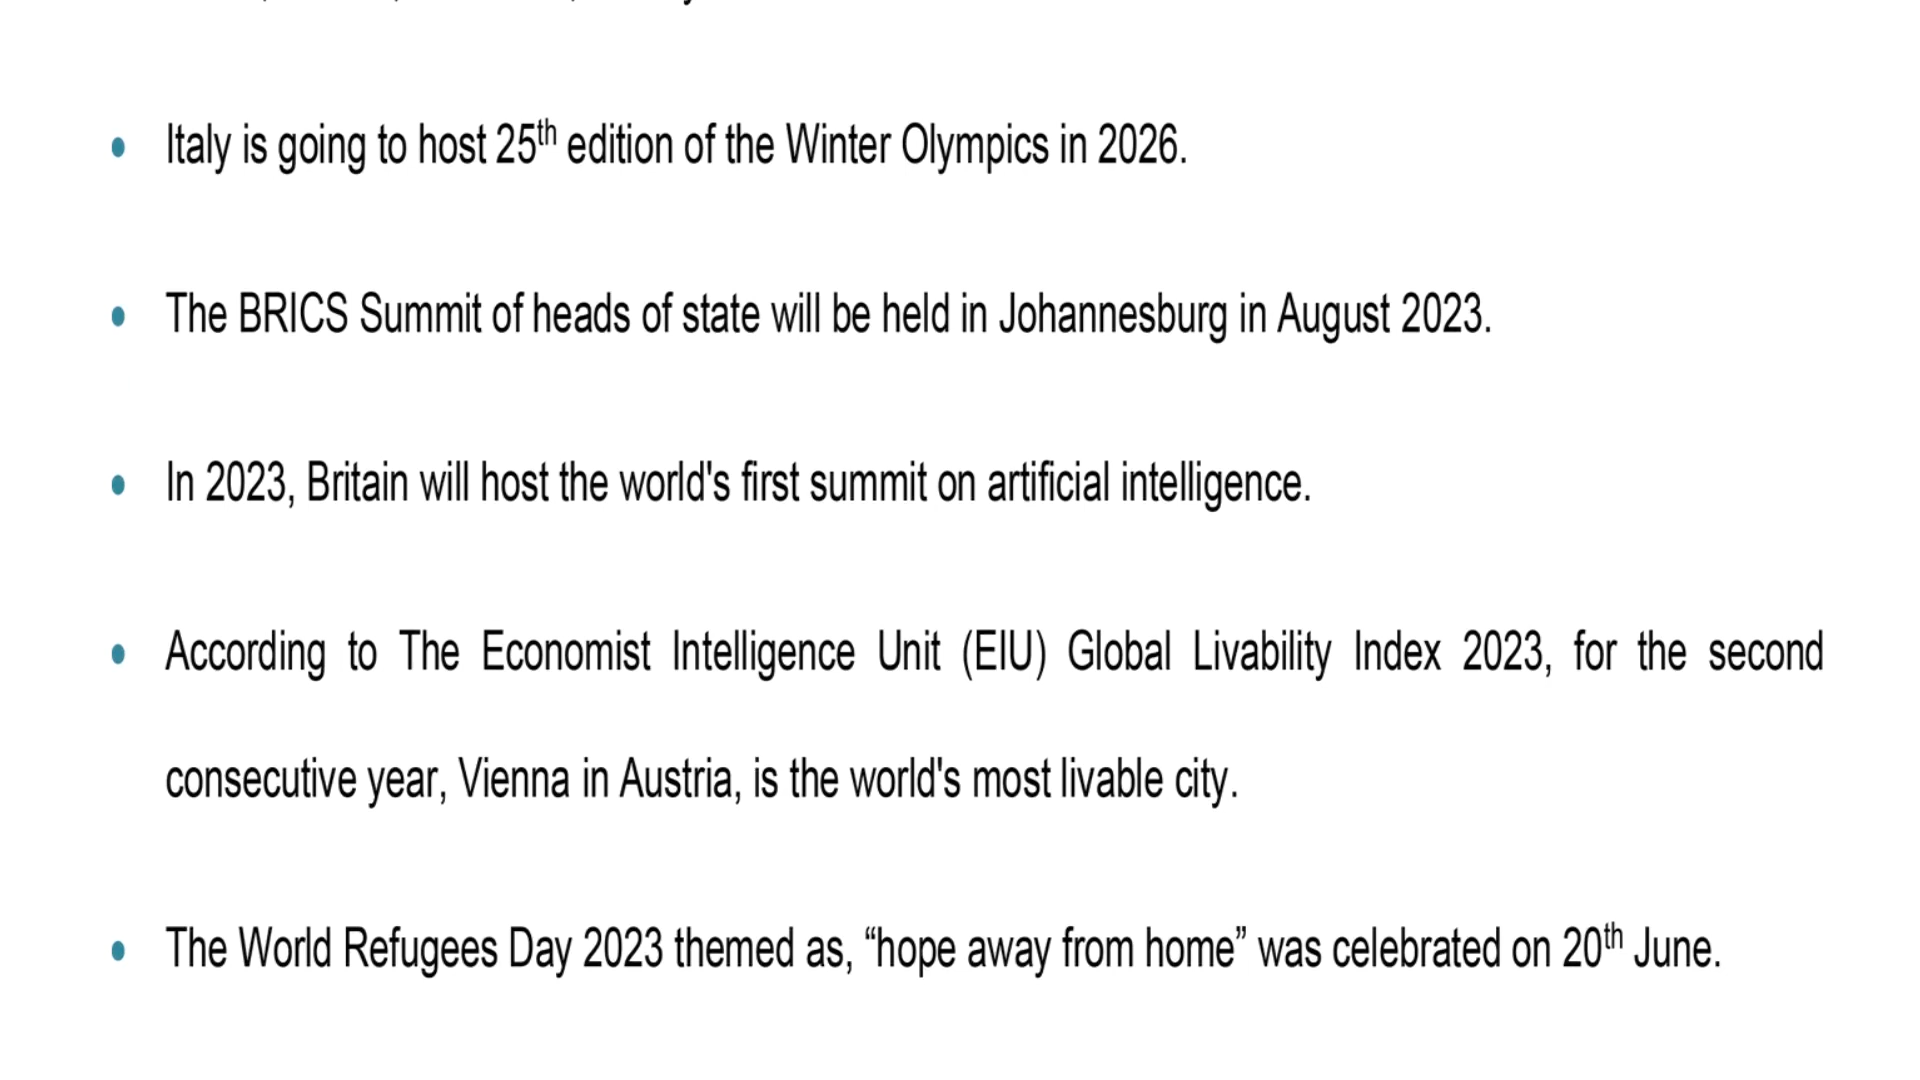 • Italy is going to host 25th edition of the Winter Olympics in 2026.
• The BRICS Summit of heads of state will be held in Johannesburg in August 2023.
• In 2023, Britain will host the world's first summit on artificial intelligence.
• According to The Economist Intelligence Unit (EIU) Global Livability Index 2023, for the second
consecutive year, Vienna in Austria, is the world's most livable city.
• The World Refugees Day 2023 themed as, “hope away from home” was celebrated on 20th June.